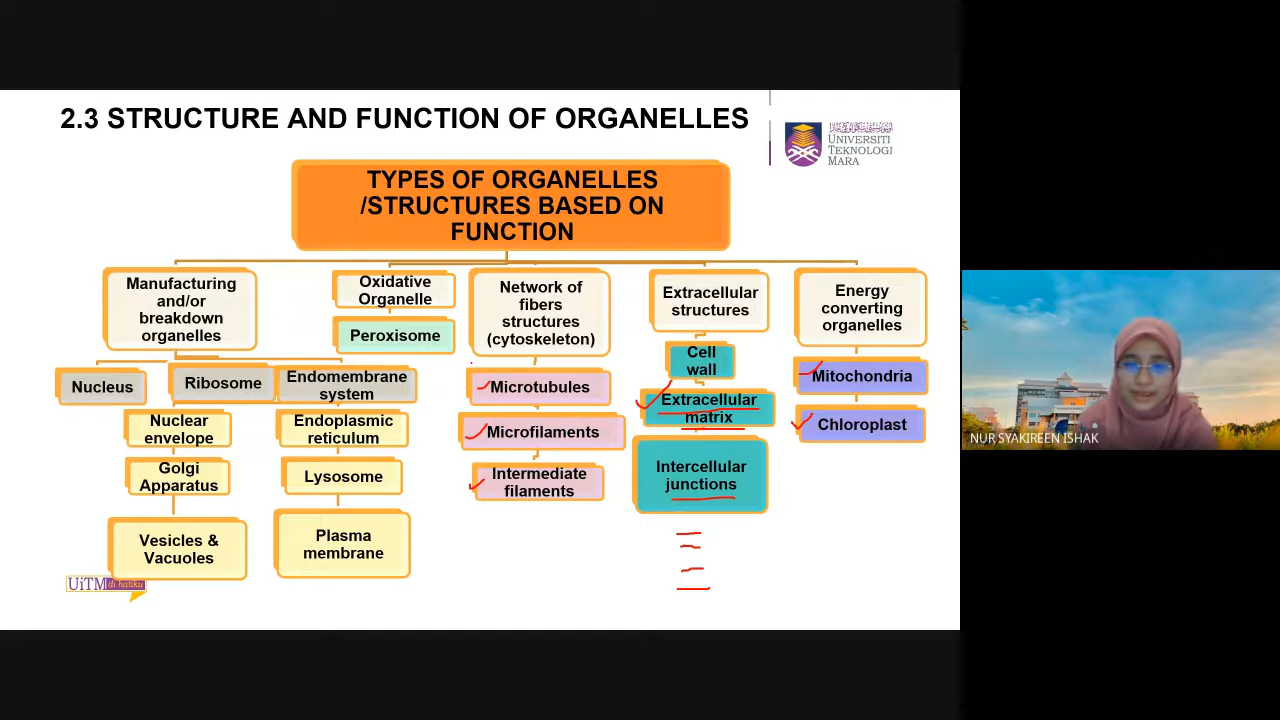 2.3 STRUCTURE AND FUNCTION OF ORGANELLES
UNIVERSITI
TEKNOLOGI
MARA
TYPES OF ORGANELLES
/STRUCTURES BASED ON
FUNCTION
Manufacturing
and/or
breakdown
organelles
Nucleus
Ribosome
Endomembrane
system
Nuclear
envelope
Golgi
Apparatus
Vesicles &
Vacuoles
Endoplasmic
reticulum
Lysosome
Plasma
membrane
Oxidative
Organelle
Peroxisome
Network of
fibers
structures
(cytoskeleton)
Microtubules
Microfilaments
Intermediate
filaments
Extracellular
structures
Cell
wall
Extracellular
matrix
Intercellular
junctions
Energy
converting
organelles
Mitochondria
Chloroplast
UiTM di hatiku
NUR SYAKIREEN ISHAK